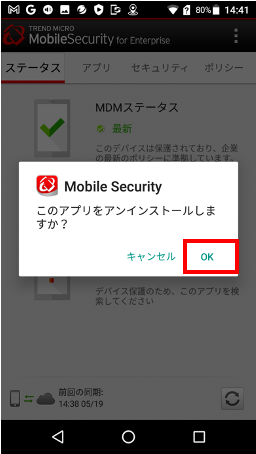 80% 14:41
TREND MICRO
MobileSecurity for Enterprise
ステータス アプリ セキュリティ ポリシー
MDMステータス
最新
このデバイスは保護されており、企業
の最新のポリシーに準拠しています。
Mobile Security
このアプリをアンインストールしま
すか？
キャンセル OK
デバイス保護のため、このアプリを検
索してください
前回の同期:
14:38 05/19